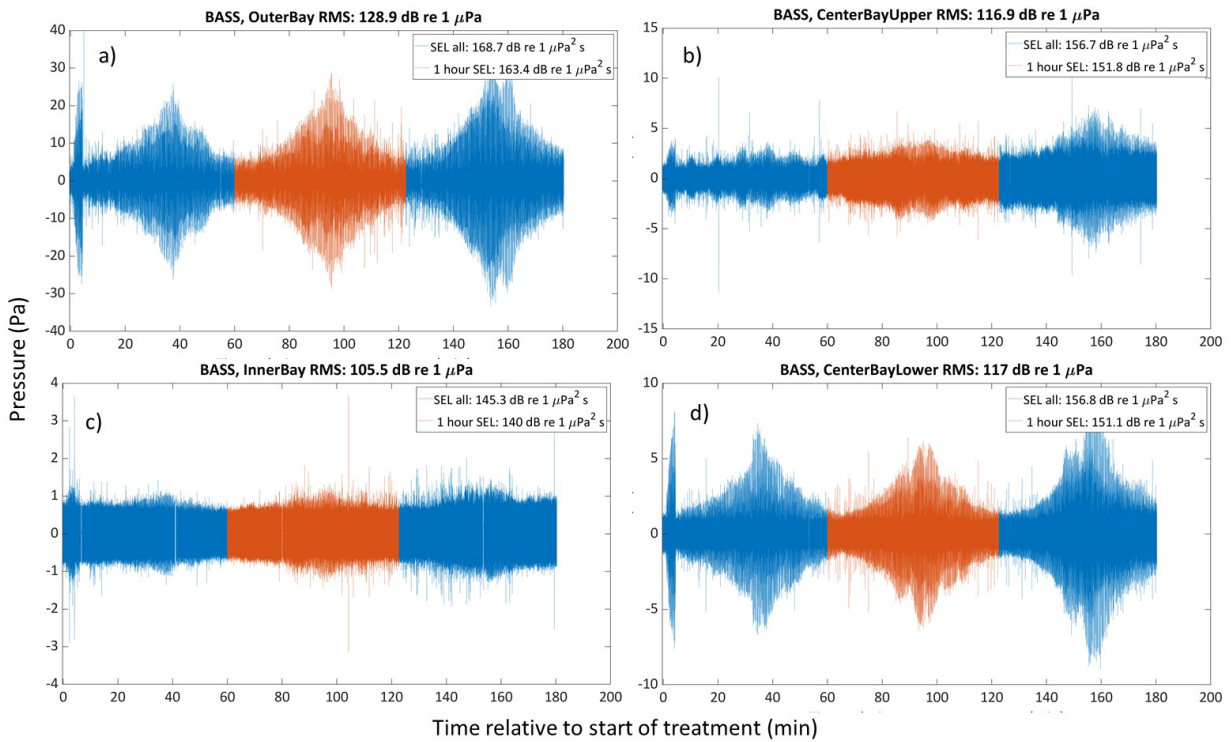 BASS, OuterBay RMS: 128.9 dB re 1 μPa
a)
SEL all: 168.7 dB re 1 μPa² s
1 hour SEL: 163.4 dB re 1 μPa² s
40
30
20
10
0
-10
-20
-30
-40
0 20 40 60 80 100 120 140 160 180 200
BASS, CenterBayUpper RMS: 116.9 dB re 1 μPa
b)
SEL all: 156.7 dB re 1 μPa² s
1 hour SEL: 151.8 dB re 1 μPa² s
15
10
5
0
-5
-10
-15
0 20 40 60 80 100 120 140 160 180 200
Pressure (Pa)
BASS, InnerBay RMS: 105.5 dB re 1 μPa
c)
SEL all: 145.3 dB re 1 μPa² s
1 hour SEL: 140 dB re 1 μPa² s
4
3
2
1
0
-1
-2
-3
-4
0 20 40 60 80 100 120 140 160 180 200
BASS, CenterBayLower RMS: 117 dB re 1 μPa
d)
SEL all: 156.8 dB re 1 μPa² s
1 hour SEL: 151.1 dB re 1 μPa² s
10
5
0
-5
-10
0 20 40 60 80 100 120 140 160 180 200
Time relative to start of treatment (min)